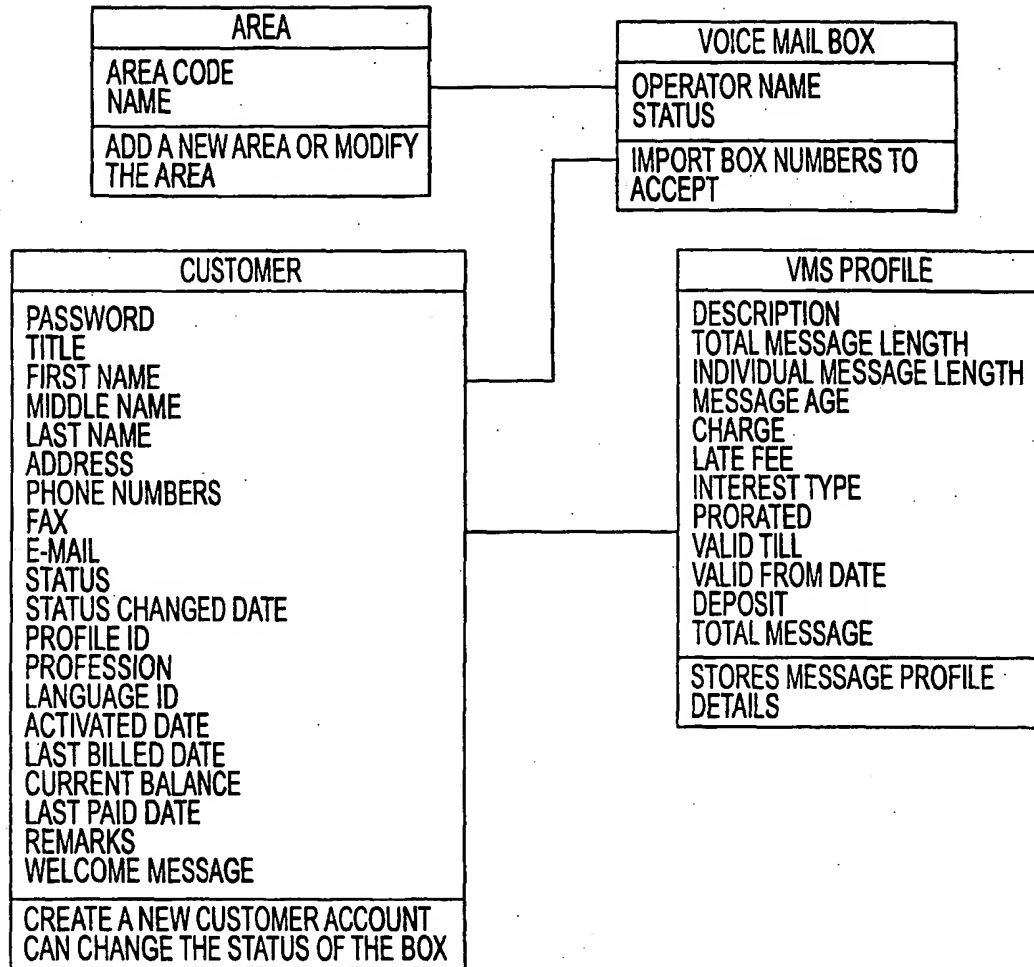 AREA
AREA CODE
NAME
ADD A NEW AREA OR MODIFY
THE AREA
VOICE MAIL BOX
OPERATOR NAME
STATUS
IMPORT BOX NUMBERS TO
ACCEPT
CUSTOMER
PASSWORD
TITLE
FIRST NAME
MIDDLE NAME
LAST NAME
ADDRESS
PHONE NUMBERS
FAX
E-MAIL
STATUS
STATUS CHANGED DATE
PROFILE ID
PROFESSION
LANGUAGE ID
ACTIVATED DATE
LAST BILLED DATE
CURRENT BALANCE
LAST PAID DATE
REMARKS
WELCOME MESSAGE
CREATE A NEW CUSTOMER ACCOUNT
CAN CHANGE THE STATUS OF THE BOX
VMS PROFILE
DESCRIPTION
TOTAL MESSAGE LENGTH
INDIVIDUAL MESSAGE LENGTH
MESSAGE AGE
CHARGE
LATE FEE
INTEREST TYPE
PRORATED
VALID TILL
VALID FROM DATE
DEPOSIT
TOTAL MESSAGE
STORES MESSAGE PROFILE
DETAILS